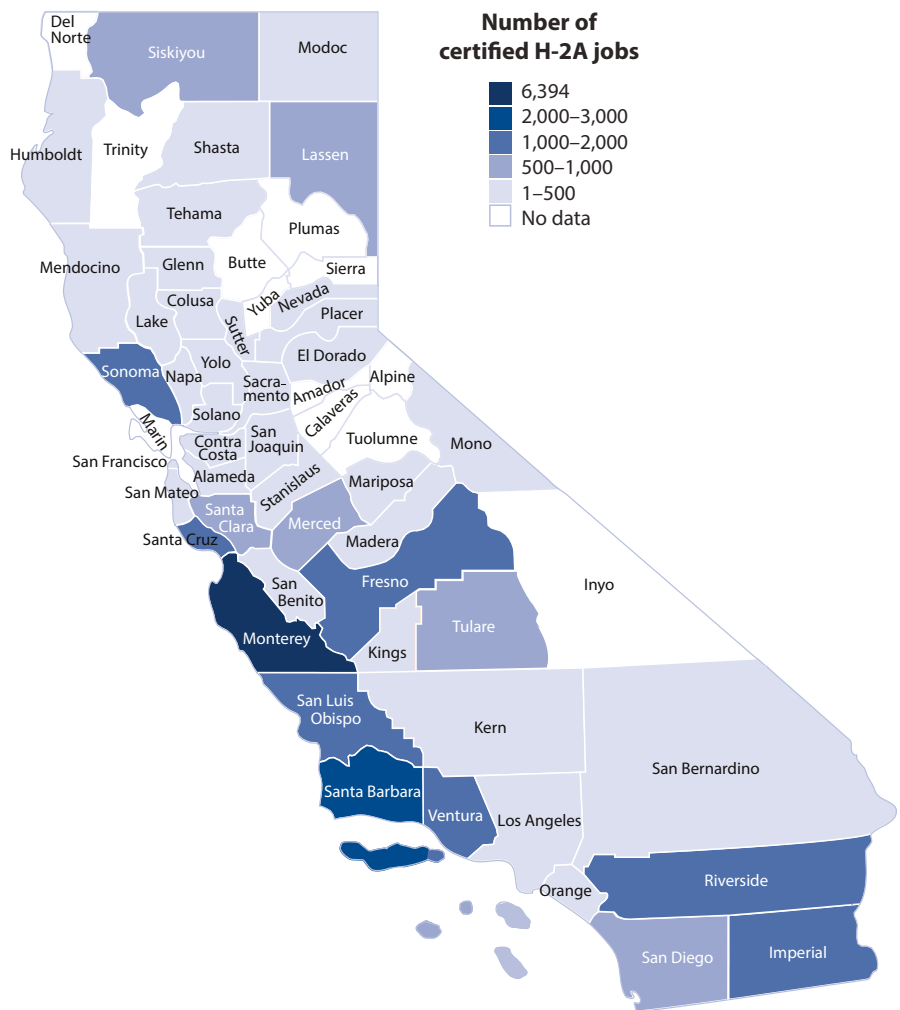 Number of
certified H-2A jobs
6,394
2,000–3,000
1,000–2,000
500–1,000
1–500
No data
Del
Norte
Siskiyou
Modoc
Humboldt
Trinity
Shasta
Lassen
Tehama
Plumas
Mendocino
Glenn
Butte
Sierra
Colusa
Yuba
Nevada
Lake
Sutter
Placer
Sonoma
Napa
Yolo
El Dorado
Sacra-
mento
Amador
Alpine
Solano
Calaveras
Marin
Contra
Costa
San
Joaquin
Tuolumne
Mono
San Francisco
Alameda
Stanislaus
Mariposa
San Mateo
Santa
Clara
Merced
Santa Cruz
Madera
San
Benito
Fresno
Inyo
Monterey
Kings
Tulare
San Luis
Obispo
Kern
San Bernardino
Santa Barbara
Ventura
Los Angeles
Orange
Riverside
San Diego
Imperial